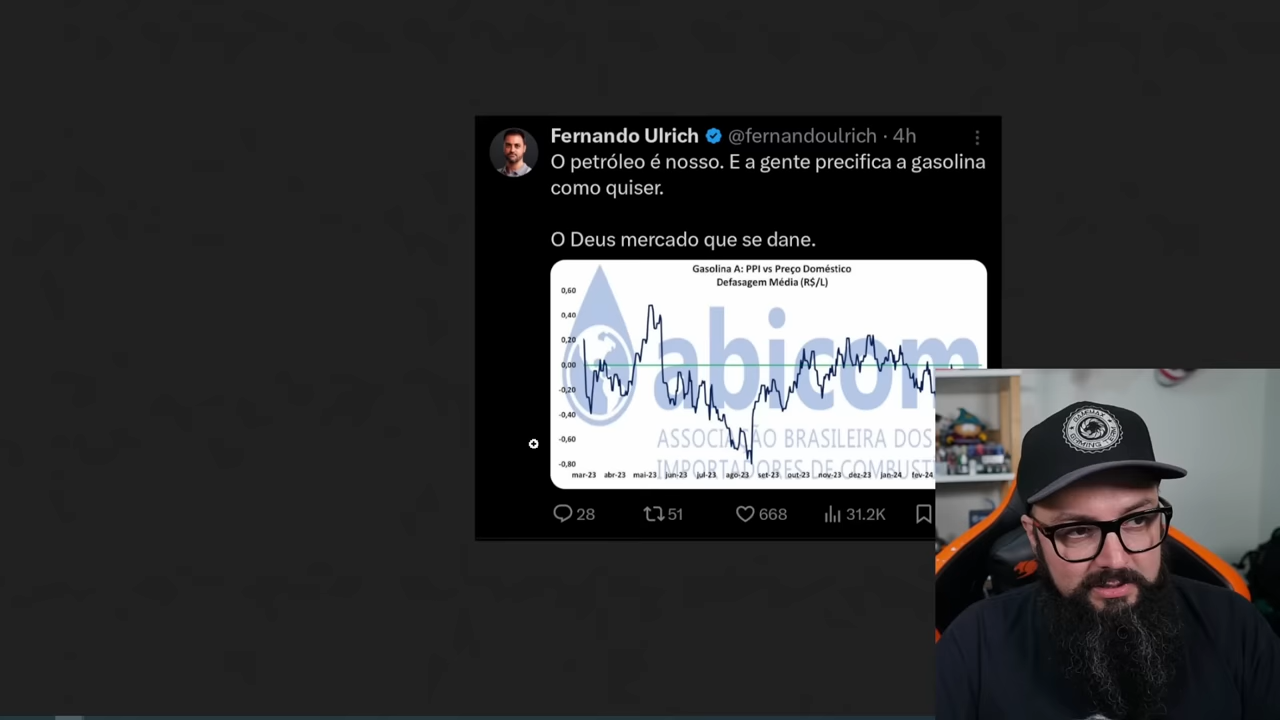 Fernando Ulrich @fernandoulrich · 4h
O petróleo é nosso. E a gente precifica a gasolina
como quiser.
O Deus mercado que se dane.
Gasolina A: PPI vs Preço Doméstico
Defasagem Média (R$/L)
0,60
0,40
0,20
0,00
-0,20
-0,40
-0,60
-0,80
abicom
ASSOCIAÇÃO BRASILEIRA DOS
IMPORTADORES DE COMBUST
mar-23 abr-23 mai-23 jun-23 jul-23 ago-23 set-23 out-23 nov-23 dez-23 jan-24 fev-24
28 51 668 31.2K